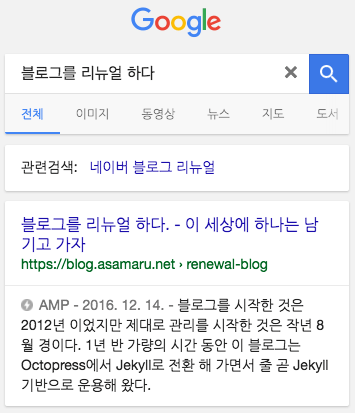 Google
블로그를 리뉴얼 하다
전체 이미지 동영상 뉴스 지도 도서
관련검색: 네이버 블로그 리뉴얼
블로그를 리뉴얼 하다. - 이 세상에 하나는 남
기고 가자
https://blog.asamaru.net › renewal-blog
AMP - 2016. 12. 14. - 블로그를 시작한 것은
2012년 이었지만 제대로 관리를 시작한 것은 작년 8
월 경이다. 1년 반 가량의 시간 동안 이 블로그는
Octopress에서 Jekyll로 전환 해 가면서 줄 곧 Jekyll
기반으로 운용해 왔다.